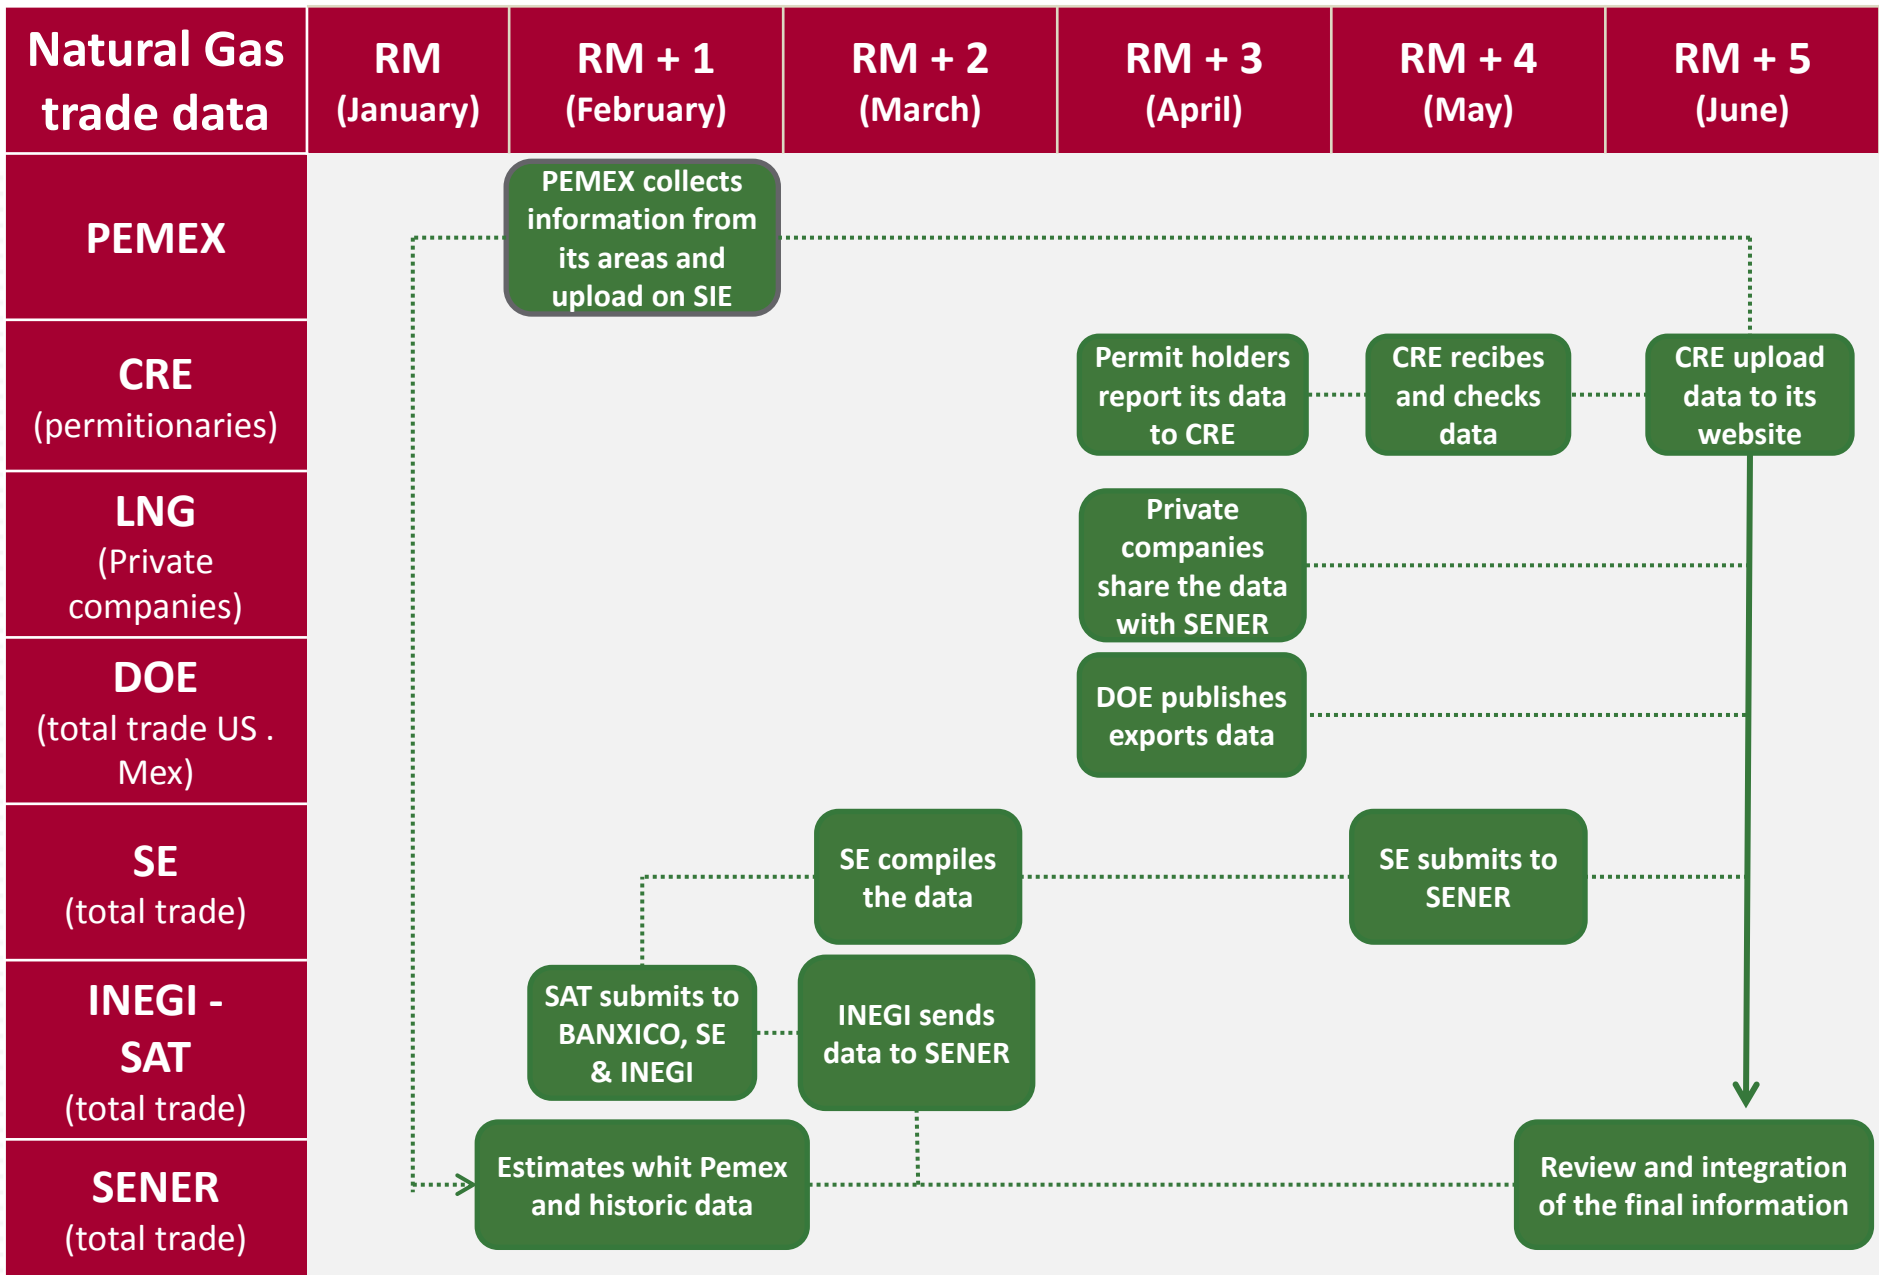 Natural Gas
trade data
RM
(January)
RM + 1
(February)
RM + 2
(March)
RM + 3
(April)
RM + 4
(May)
RM + 5
(June)
PEMEX
PEMEX collects
information from
its areas and
upload on SIE
CRE
(permitionaries)
Permit holders
report its data
to CRE
CRE recibes
and checks
data
CRE upload
data to its
website
LNG
(Private
companies)
Private
companies
share the data
with SENER
DOE
(total trade US .
Mex)
DOE publishes
exports data
SE
(total trade)
SE compiles
the data
SE submits to
SENER
INEGI -
SAT
(total trade)
SAT submits to
BANXICO, SE
& INEGI
INEGI sends
data to SENER
SENER
(total trade)
Estimates whit Pemex
and historic data
Review and integration
of the final information